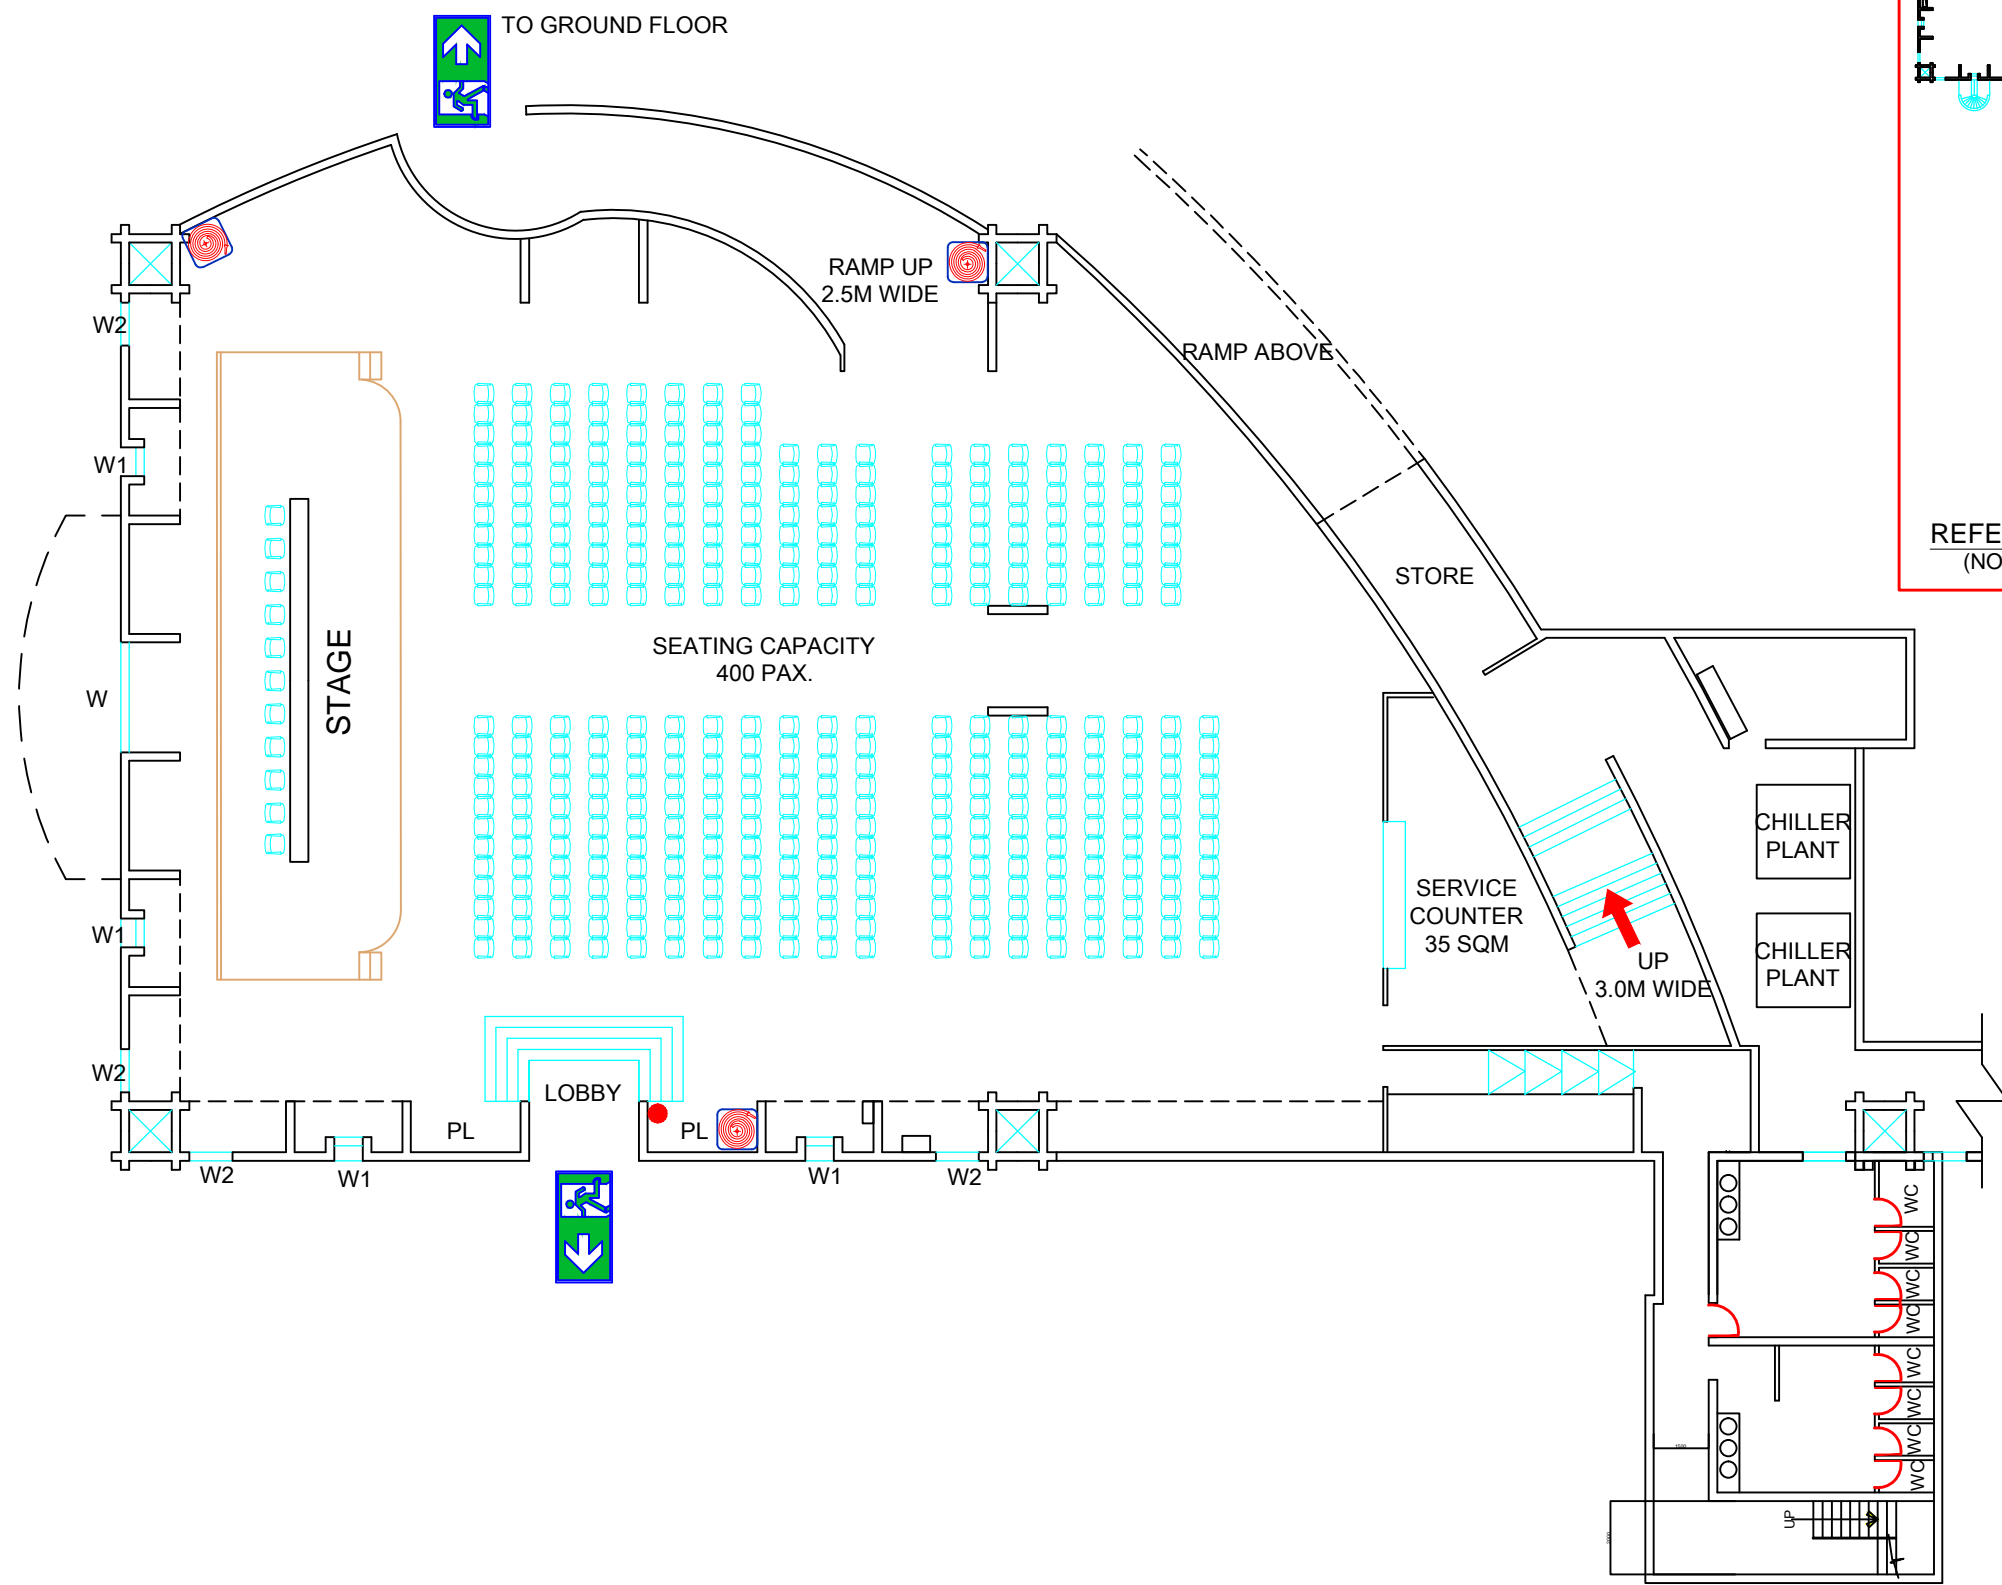 TO GROUND FLOOR
RAMP UP
2.5M WIDE
W2
RAMP ABOVE
W1
REFE
(NO
STORE
SEATING CAPACITY
400 PAX.
STAGE
W
CHILLER
PLANT
SERVICE
COUNTER
35 SQM
W1
CHILLER
PLANT
UP
3.0M WIDE
W2
LOBBY
PL
PL
W2
W1
W1
W2
WC
WC
WC
WC
WC
WC
WC
WC
1500
UP